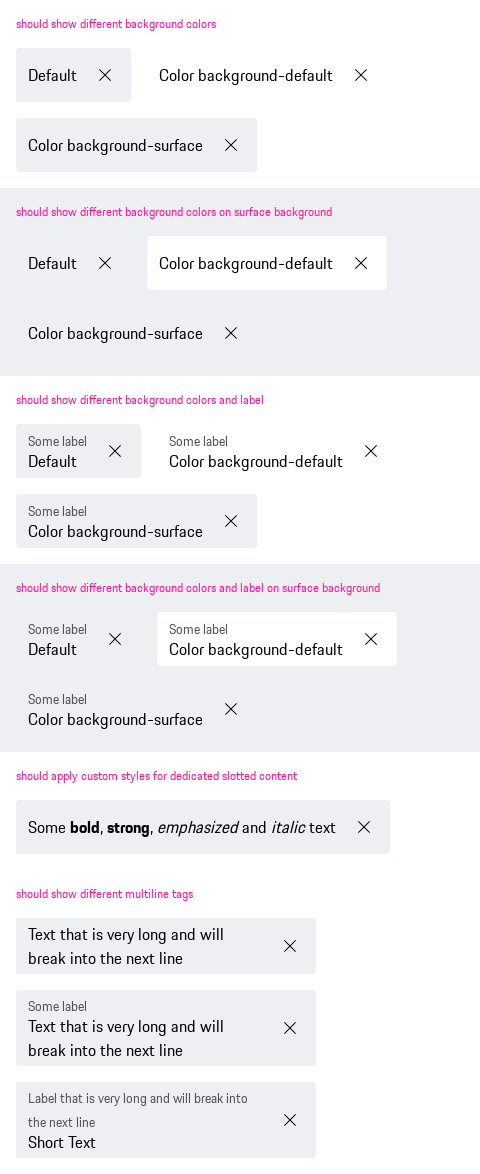 should show different background colors
Default
Color background-default
Color background-surface
should show different background colors on surface background
Default
Color background-default
Color background-surface
should show different background colors and label
Some label
Default
Some label
Color background-default
Some label
Color background-surface
should show different background colors and label on surface background
Some label
Default
Some label
Color background-default
Some label
Color background-surface
should apply custom styles for dedicated slotted content
Some bold, strong, emphasized and italic text
should show different multiline tags
Text that is very long and will
break into the next line
Some label
Text that is very long and will
break into the next line
Label that is very long and will break into
the next line
Short Text